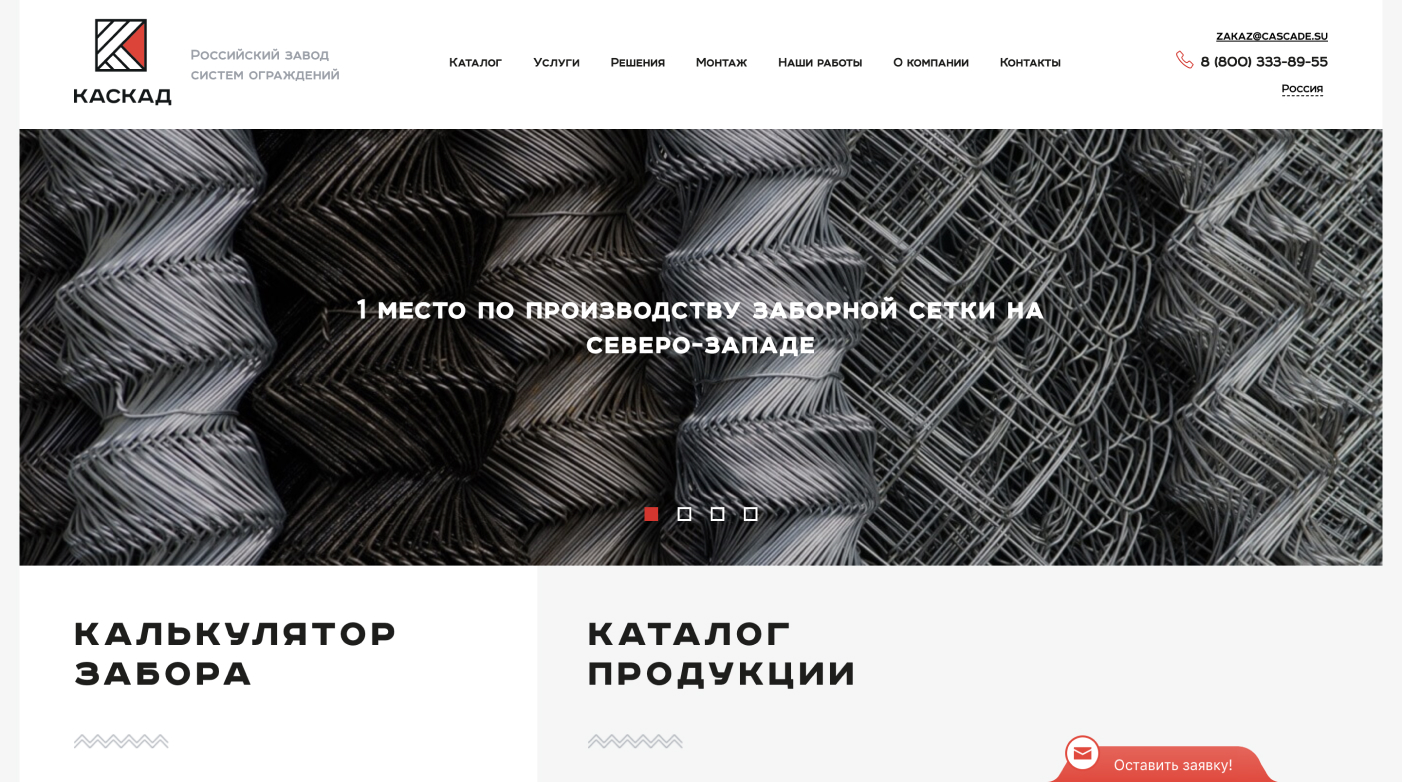 КАСКАД
Российский завод
систем ограждений
Каталог
Услуги
Решения
Монтаж
Наши работы
О компании
Контакты
ZAKAZ@CASCADE.SU
8 (800) 333-89-55
Россия
1 место по производству заборной сетки на
северо-западе
КАЛЬКУЛЯТОР
ЗАБОРА
КАТАЛОГ
ПРОДУКЦИИ
Оставить заявку!